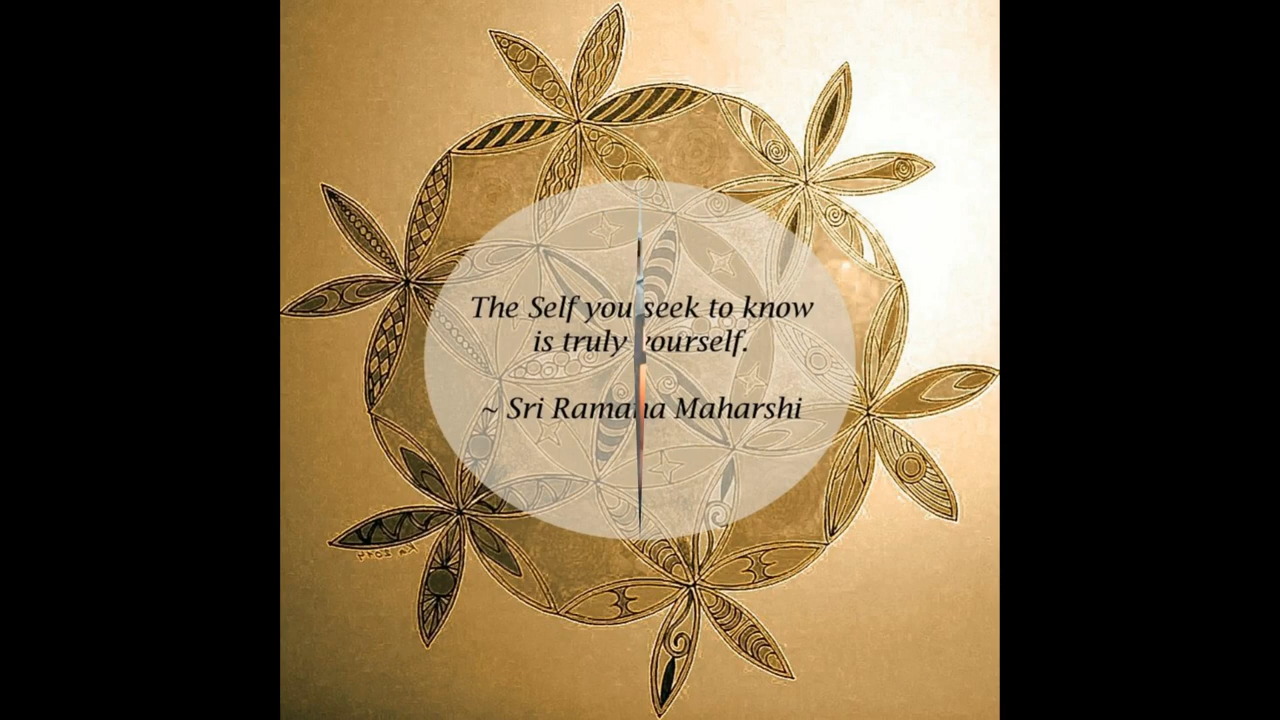 The Self you seek to know
is truly yourself.
~ Sri Ramana Maharshi